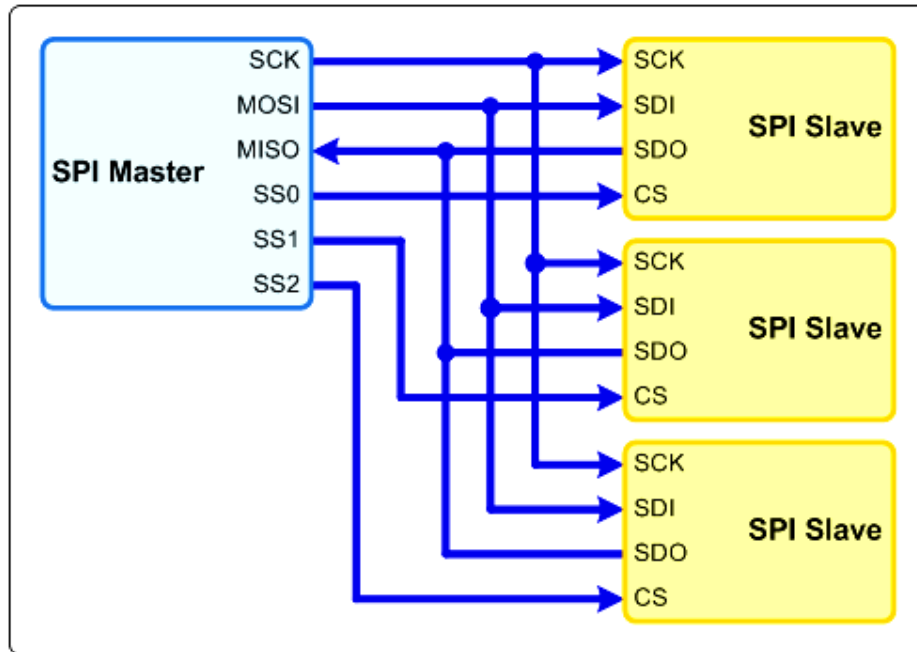 SPI Master
SCK
MOSI
MISO
SS0
SS1
SS2
SCK
SDI
SDO
CS
SPI Slave
SCK
SDI
SDO
CS
SPI Slave
SCK
SDI
SDO
CS
SPI Slave